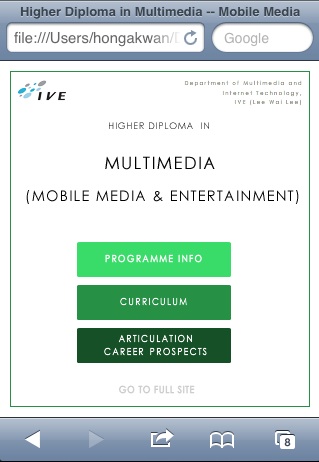 Higher Diploma in Multimedia -- Mobile Media
file:///Users/hongakwan/D
Google
IVE
Department of Multimedia and
Internet Technology,
IVE (Lee Wai Lee)
HIGHER DIPLOMA IN
MULTIMEDIA
(MOBILE MEDIA & ENTERTAINMENT)
PROGRAMME INFO
CURRICULUM
ARTICULATION
CAREER PROSPECTS
GO TO FULL SITE
8